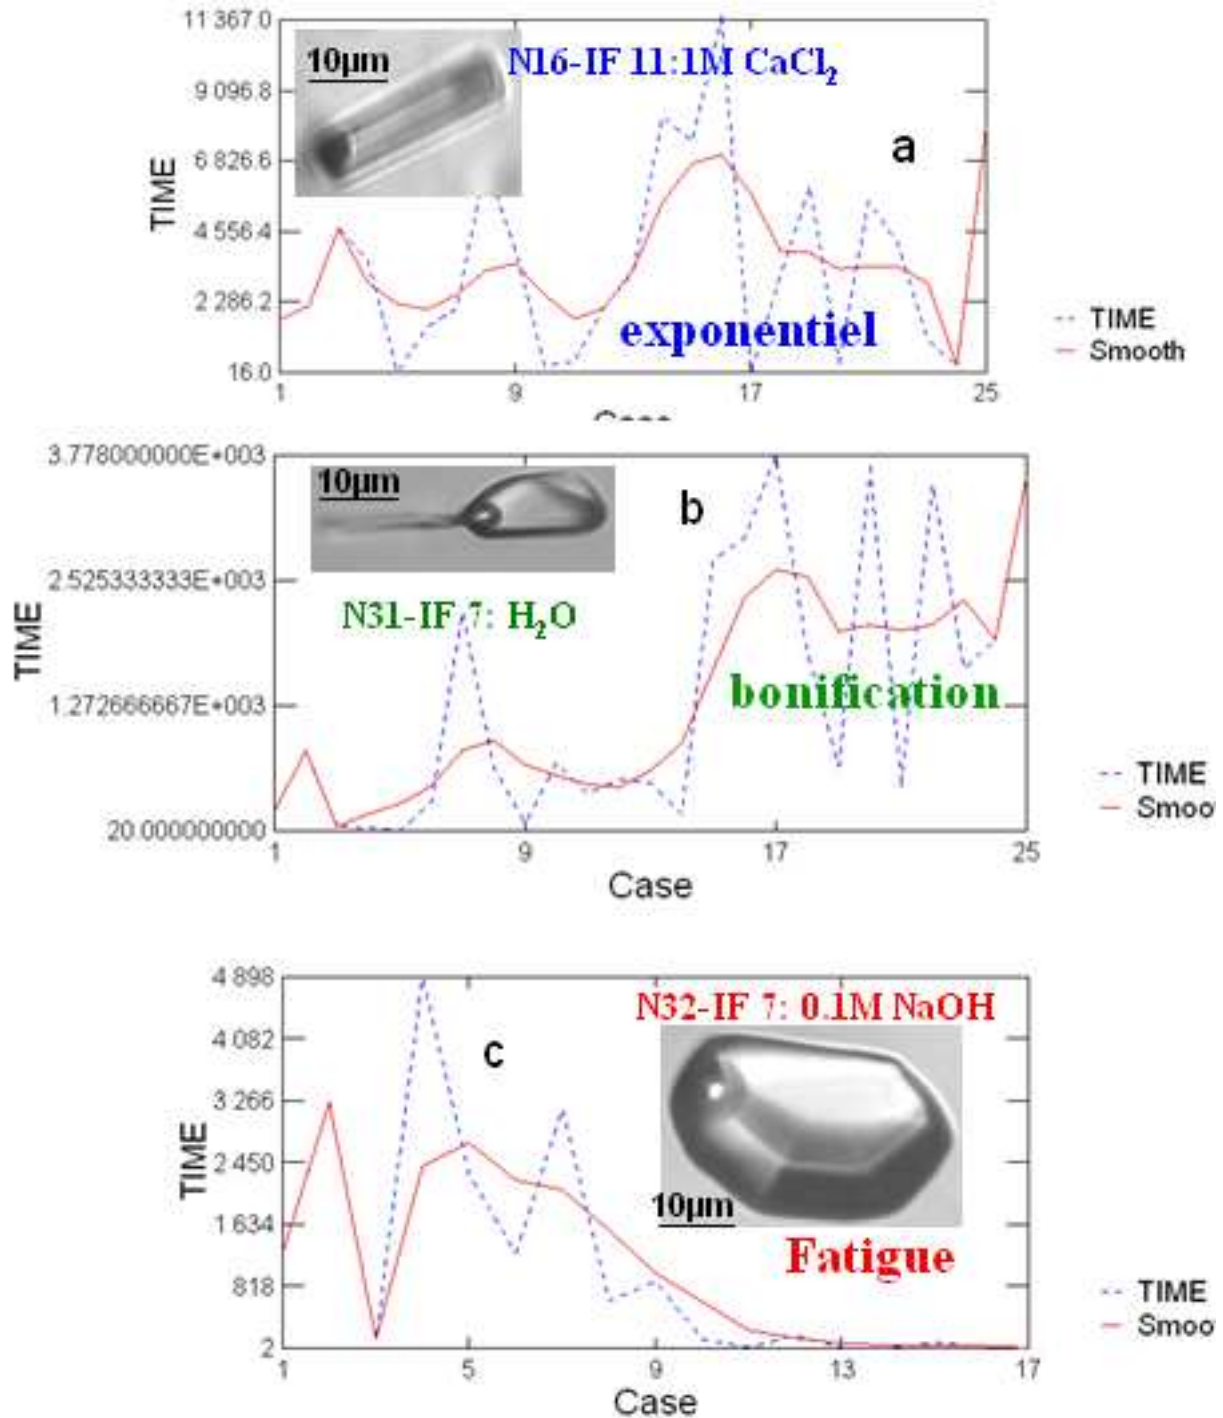 11 367.0
9 096.8
6 826.6
4 556.4
2 286.2
16.0
TIME
10µm
N16-IF 11:1M CaCl₂
a
exponentiel
1
9
17
25
TIME
Smooth
3.778000000E+003
2.525333333E+003
1.272666667E+003
20.000000000
TIME
10µm
b
N31-IF 7: H₂O
bonification
1
9
17
25
Case
TIME
Smoo
4 898
4 082
3 266
2 450
1 634
818
2
TIME
N32-IF 7: 0.1M NaOH
c
10µm
Fatigue
1
5
9
13
17
Case
TIME
Smoo